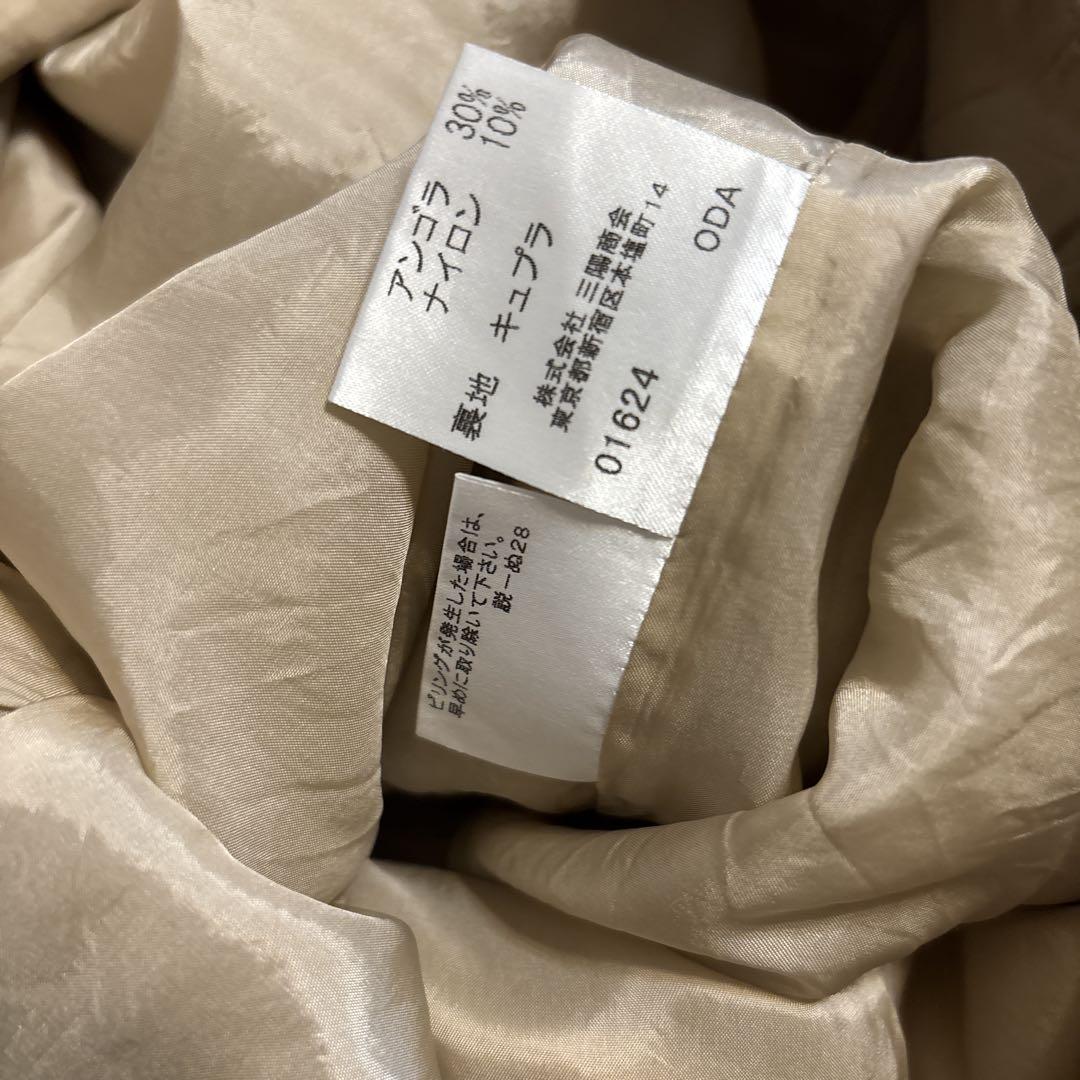 アンゴラ 30%
ナイロン 10%
裏地 キュプラ
株式会社 三陽商会
東京都新宿区本塩町14
01624 ODA
ピリングが発生した場合は、
早めに取り除いて下さい。
説ーぬ28